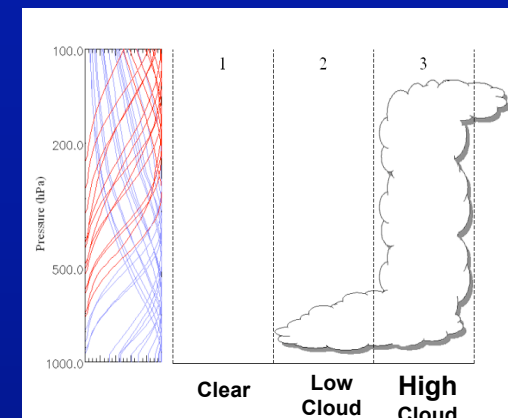 100.0
200.0
500.0
1000.0
Pressure (hPa)
1
2
3
Clear
Low
Cloud
High
Cloud